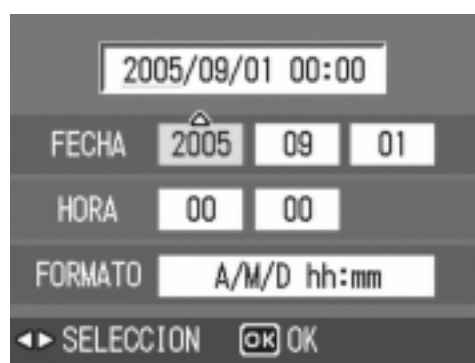 2005/09/01 00:00
FECHA 2005 09 01
HORA 00 00
FORMATO A/M/D hh:mm
SELECCION OK OK